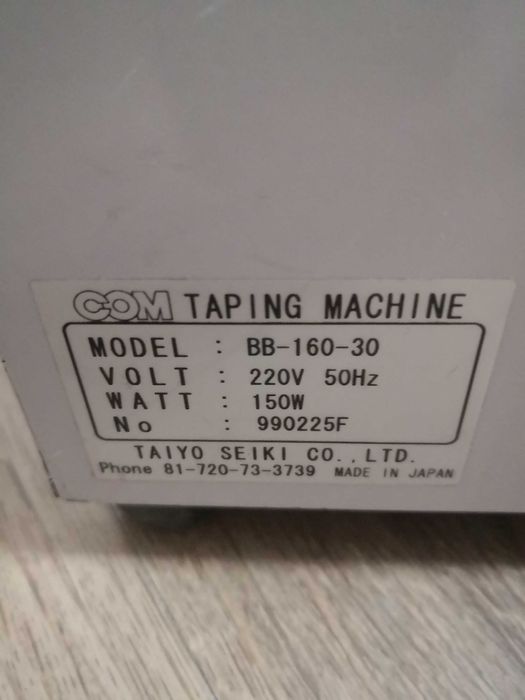 COM TAPING MACHINE
MODEL : BB-160-30
VOLT : 220V 50Hz
WATT : 150W
No : 990225F
TAIYO SEIKI CO.,LTD.
Phone 81-720-73-3739 MADE IN JAPAN